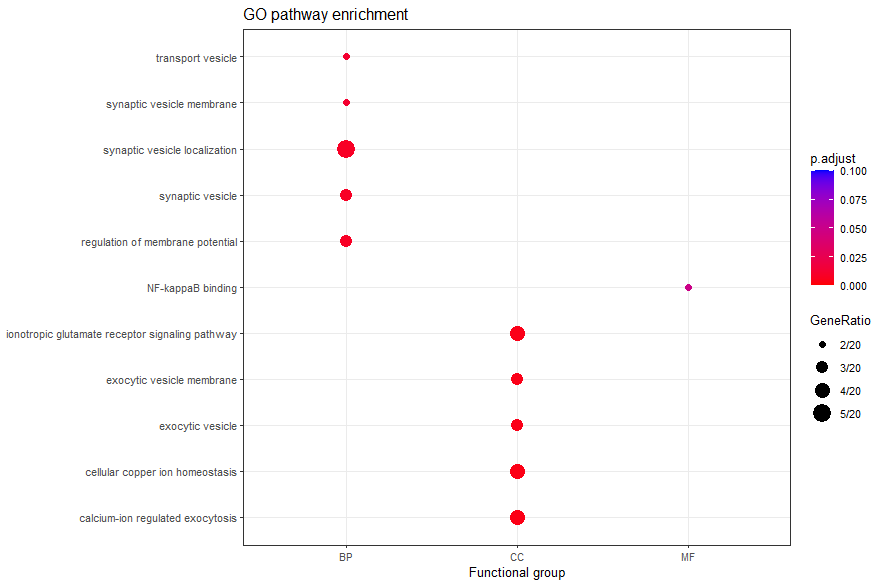 GO pathway enrichment
transport vesicle
synaptic vesicle membrane
synaptic vesicle localization
synaptic vesicle
regulation of membrane potential
NF-kappaB binding
ionotropic glutamate receptor signaling pathway
exocytic vesicle membrane
exocytic vesicle
cellular copper ion homeostasis
calcium-ion regulated exocytosis
BP CC MF
Functional group
p.adjust
0.100
0.075
0.050
0.025
0.000
GeneRatio
2/20
3/20
4/20
5/20